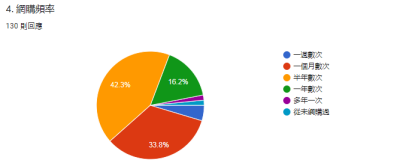 4. 網購頻率
130 則回應
42.3%
16.2%
33.8%
一週數次
一個月數次
半年數次
一年數次
多年一次
從未網購過